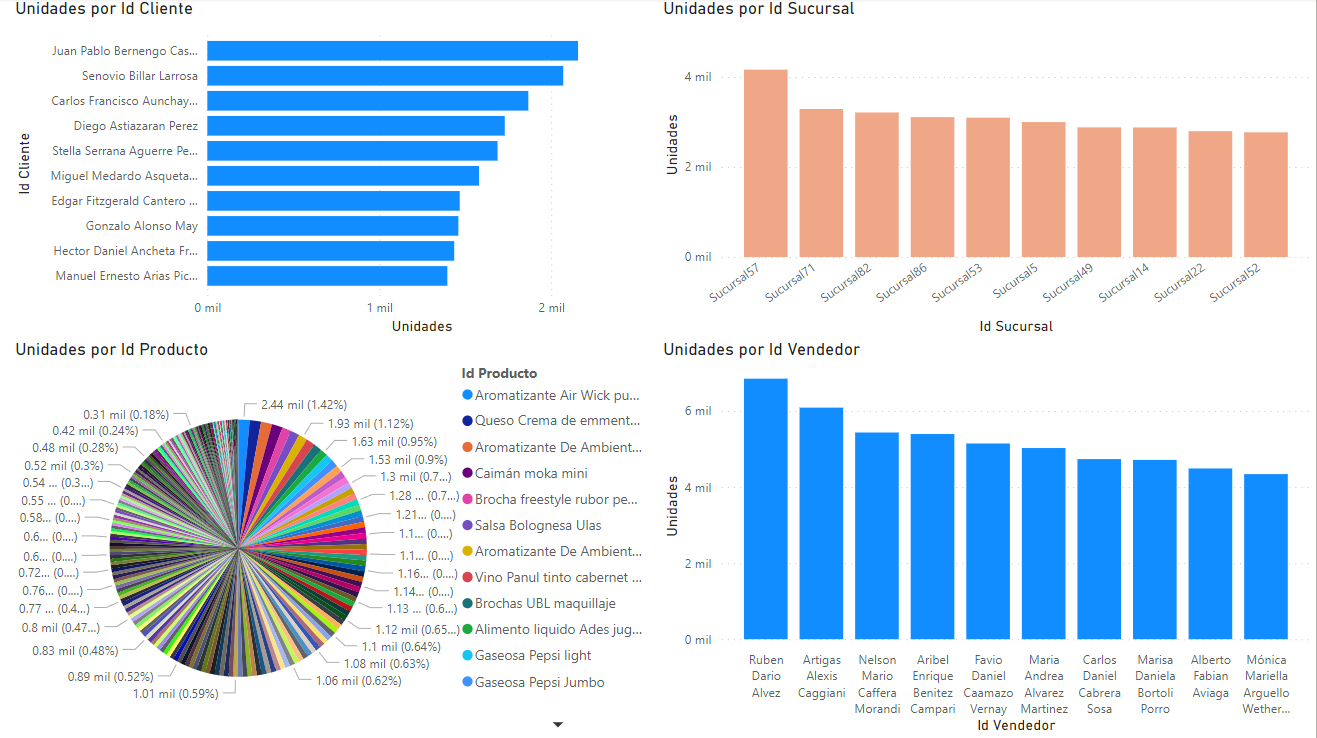 Unidades por Id Cliente
Id Cliente
Juan Pablo Bernengo Cas...
Senovio Billar Larrosa
Carlos Francisco Aunchay...
Diego Astiazaran Perez
Stella Serrana Aguerre Pe...
Miguel Medardo Asqueta...
Edgar Fitzgerald Cantero ...
Gonzalo Alonso May
Hector Daniel Ancheta Fr...
Manuel Ernesto Arias Pic...
0 mil
1 mil
2 mil
Unidades
Unidades por Id Sucursal
Unidades
4 mil
2 mil
0 mil
Sucursal57
Sucursal71
Sucursal82
Sucursal86
Sucursal53
Sucursal5
Sucursal49
Sucursal14
Sucursal22
Sucursal52
Id Sucursal
Unidades por Id Producto
2.44 mil (1.42%)
1.93 mil (1.12%)
1.63 mil (0.95%)
1.53 mil (0.9%)
1.3 mil (0.7...)
1.28 ... (0.7...)
1.21... (0....)
1.1... (0....)
1.1... (0....)
1.16... (0....)
1.14... (0....)
1.13 ... (0.6...)
1.12 mil (0.65...)
1.1 mil (0.64%)
1.08 mil (0.63%)
1.06 mil (0.62%)
1.01 mil (0.59%)
0.89 mil (0.52%)
0.83 mil (0.48%)
0.8 mil (0.47...)
0.77 ... (0.4...)
0.76... (0....)
0.72... (0....)
0.6... (0....)
0.6... (0....)
0.58... (0....)
0.55 ... (0....)
0.54 ... (0.3...)
0.52 mil (0.3%)
0.48 mil (0.28%)
0.42 mil (0.24%)
0.31 mil (0.18%)
Id Producto
Aromatizante Air Wick pu...
Queso Crema de emment...
Aromatizante De Ambient...
Caimán moka mini
Brocha freestyle rubor pe...
Salsa Bolognesa Ulas
Aromatizante De Ambient...
Vino Panul tinto cabernet ...
Brochas UBL maquillaje
Alimento liquido Ades jug...
Gaseosa Pepsi light
Gaseosa Pepsi Jumbo
Unidades por Id Vendedor
Unidades
6 mil
4 mil
2 mil
0 mil
Ruben
Dario
Alvez
Artigas
Alexis
Caggiani
Nelson
Mario
Caffera
Morandi
Aribel
Enrique
Benitez
Campari
Favio
Daniel
Caamazo
Vernay
Maria
Andrea
Alvarez
Martinez
Carlos
Daniel
Cabrera
Sosa
Marisa
Daniela
Bortoli
Porro
Alberto
Fabian
Aviaga
Mónica
Mariella
Arguello
Wether...
Id Vendedor